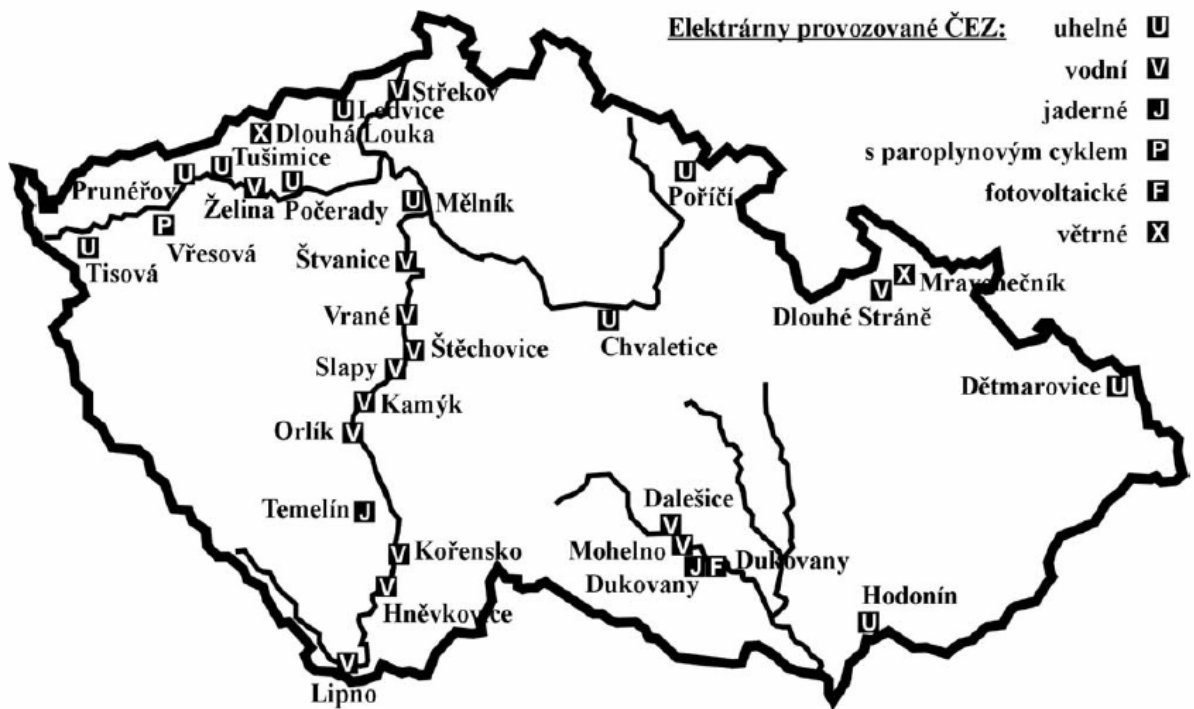 Elektrárny provozované ČEZ: uhelné U
vodní V
jaderné J
s paroplynovým cyklem P
fotovoltaické F
větrné X
V Střekov
U Ledvice
X Dlouhá Louka
U Tušimice
Prunéřov U
V Želina
U Počerady
P Vřesová
U Tisová
U Mělník
U Poříčí
Štvanice V
X Mravenečník
V Dlouhé Stráně
Vrané V
U Chvaletice
V Štěchovice
Slapy V
Dětmarovice U
V Kamýk
Orlík V
Temelín J
Dalešice V
V Kořensko
Mohelno V
Dukovany J
F Dukovany
V Hněvkovice
Hodonín U
V Lipno